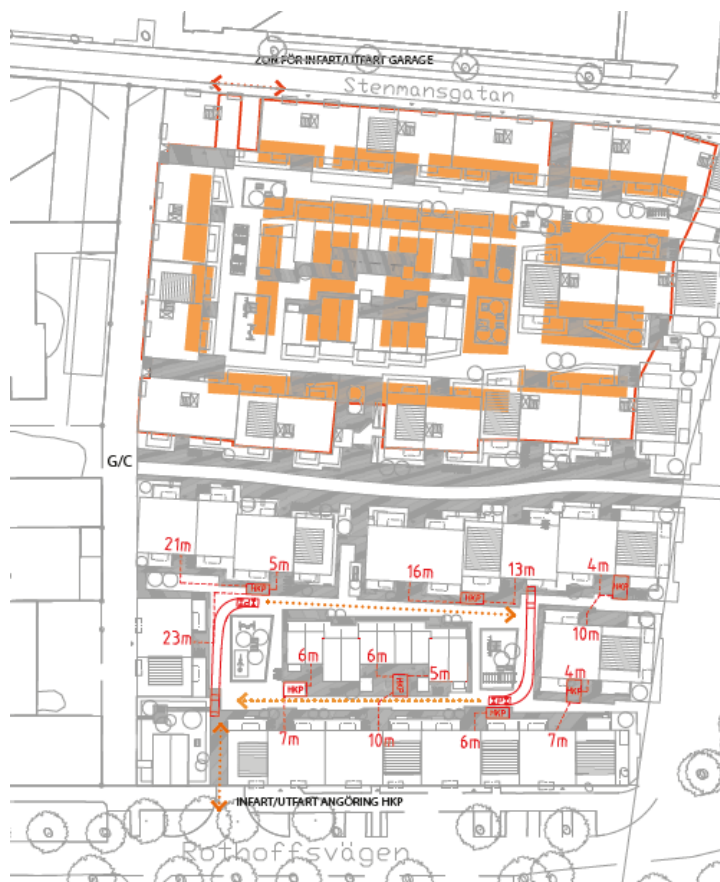 ZON FÖR INFART/UTFART GARAGE
Stenmansgatan
G/C
21m
5m
16m
13m
4m
HKP
HKP
HKP
10m
23m
6m
6m
5m
4m
HKP
HKP
HKP
HKP
7m
10m
6m
7m
INFART/UTFART ANGÖRING HKP
Rothoffsvägen